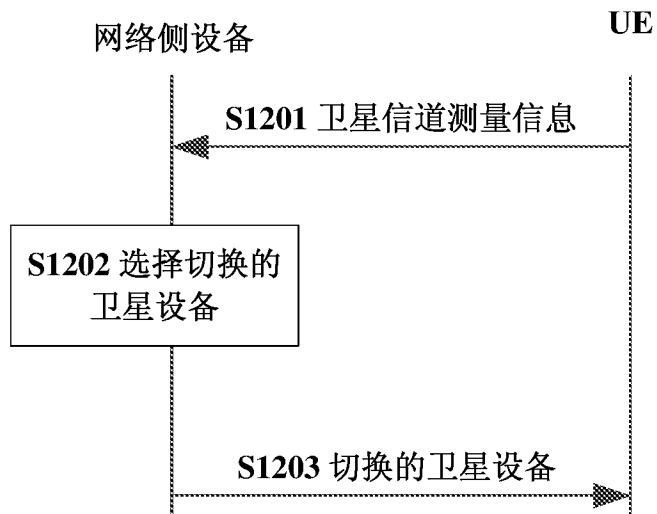 网络侧设备
UE
S1201 卫星信道测量信息
S1202 选择切换的
卫星设备
S1203 切换的卫星设备